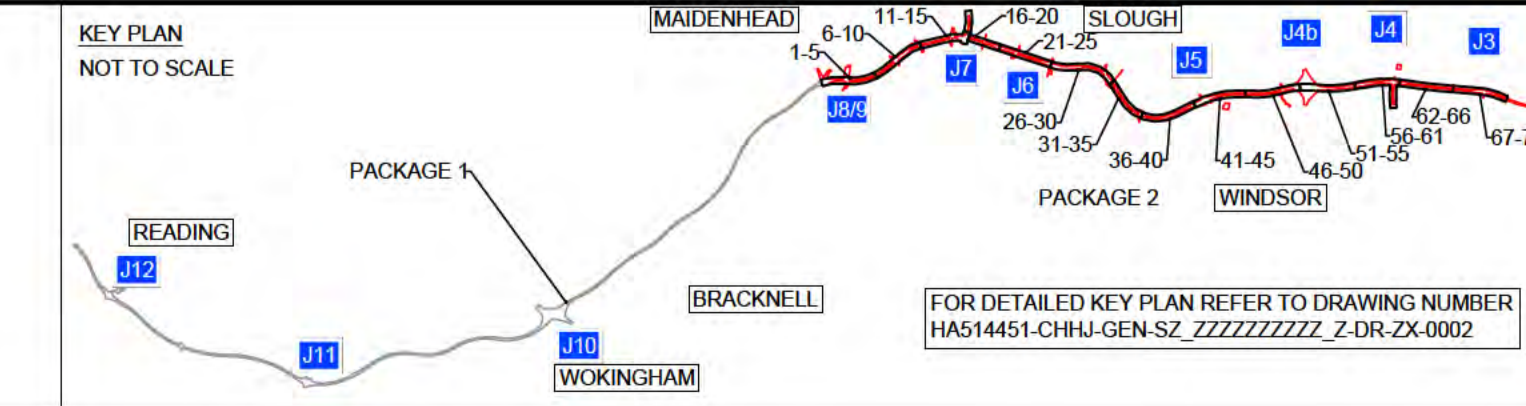 KEY PLAN
NOT TO SCALE
MAIDENHEAD
11-15
16-20
SLOUGH
6-10
21-25
1-5
J4b
J4
J3
J7
J5
J6
J8/9
26-30
31-35
36-40
41-45
46-50
51-55
56-61
62-66
67-7
PACKAGE 1
PACKAGE 2
WINDSOR
READING
J12
BRACKNELL
FOR DETAILED KEY PLAN REFER TO DRAWING NUMBER
HA514451-CHHJ-GEN-SZ_ZZZZZZZZZZ_Z-DR-ZX-0002
J11
J10
WOKINGHAM